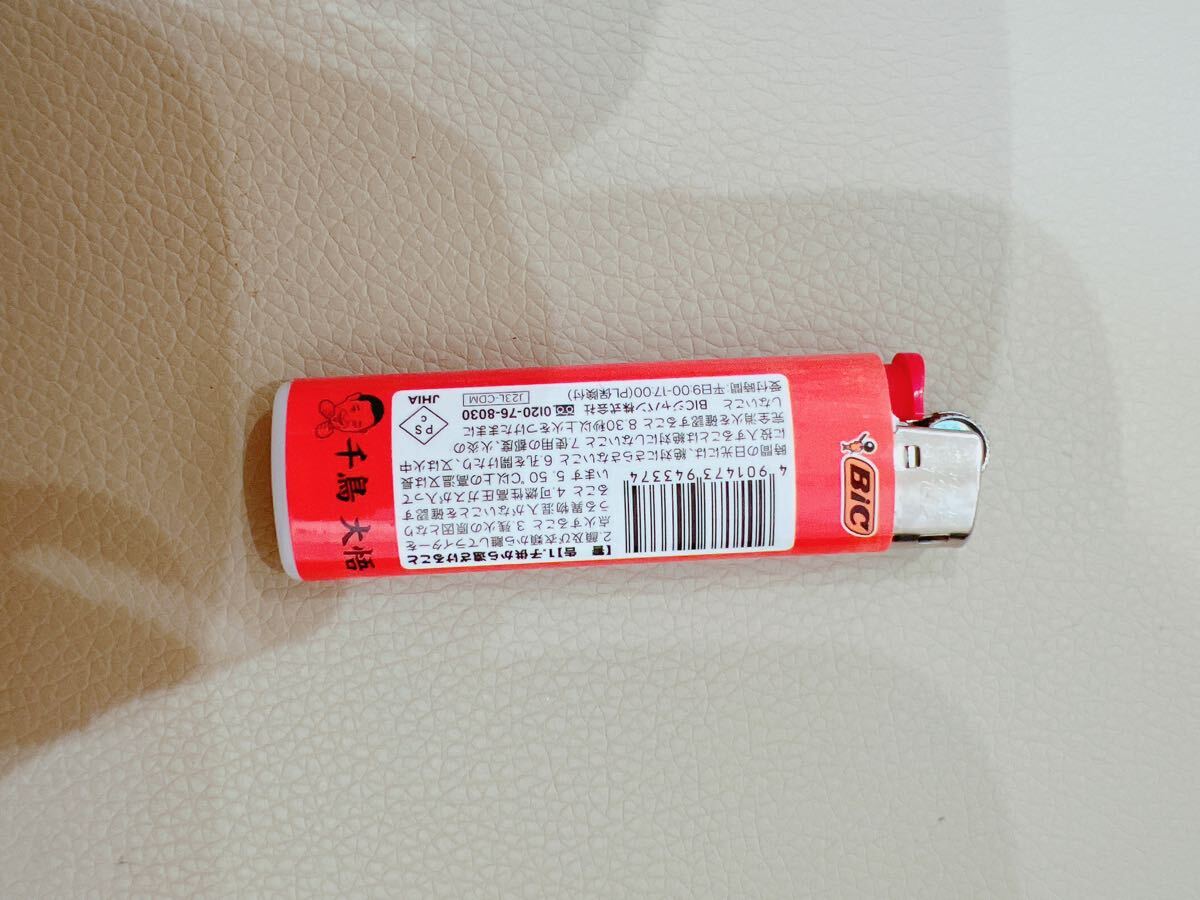 BIC
4 901473 943374
【警告】1.子供から遠ざけること
2.顔及び衣類から離してライターを
点火すること 3.残火の原因となり
うる異物混入がないことを確認す
ること 4.可燃性高圧ガスが入って
います 5.50℃以上の高温又は長
時間の日光には、絶対にさらさないこと 6.孔を開けたり、又は火中
に投入することは絶対にしないこと 7.使用の都度、火炎の
完全消火を確認すること 8.30秒以上火をつけたままに
しないこと BICジャパン株式会社 0120-76-8030
受付時間:平日9:00-17:00(PL保険付) J23L-CDM
PS
C
JHIA
千鳥 大悟